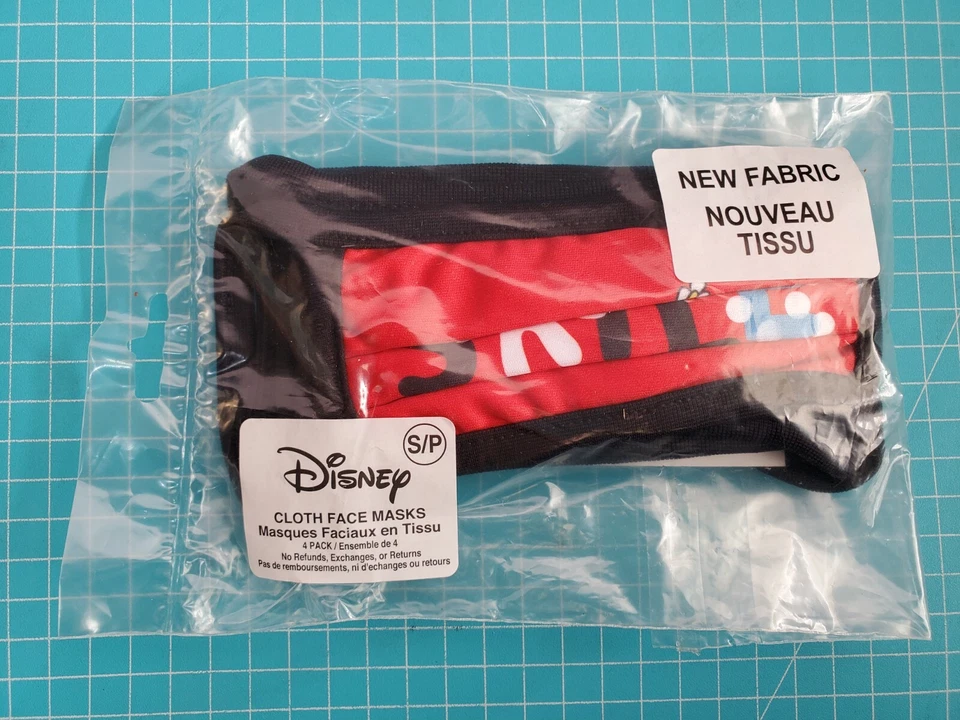 NEW FABRIC
NOUVEAU
TISSU
S/P
Disney
CLOTH FACE MASKS
Masques Faciaux en Tissu
4 PACK / Ensemble de 4
No Refunds, Exchanges, or Returns
Pas de remboursements, ni d'echanges ou retours